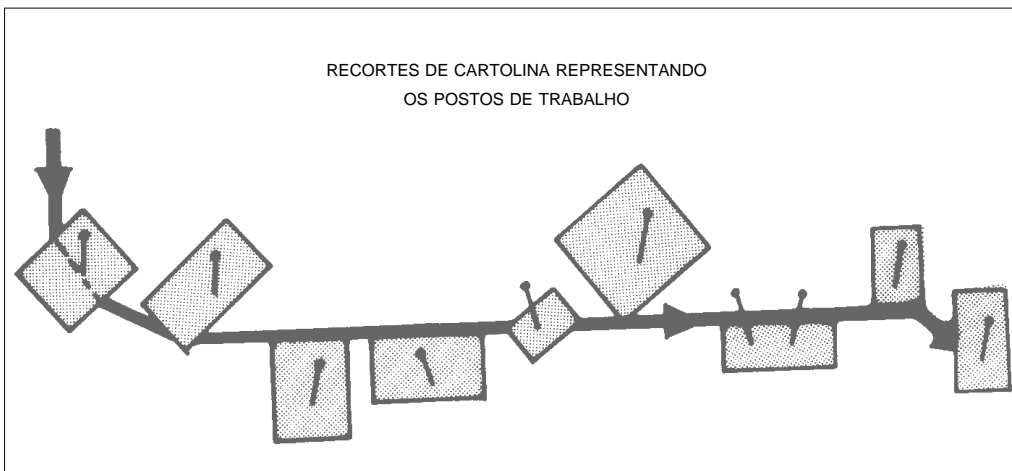 RECORTES DE CARTOLINA REPRESENTANDO
OS POSTOS DE TRABALHO